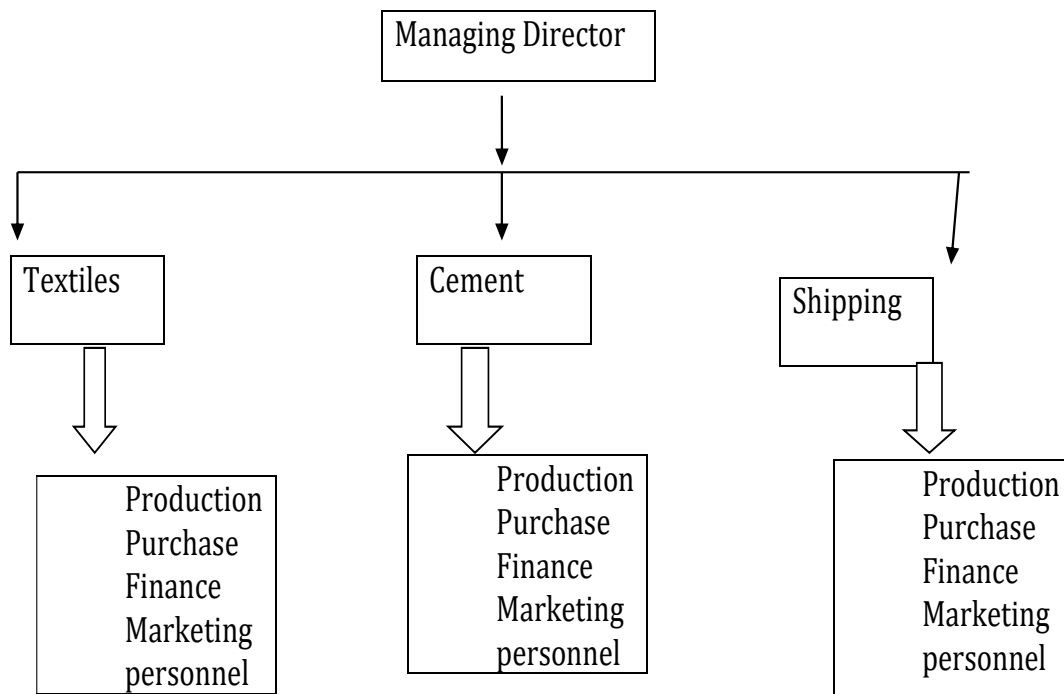 Managing Director
Textiles
Cement
Shipping
Production
Purchase
Finance
Marketing
personnel
Production
Purchase
Finance
Marketing
personnel
Production
Purchase
Finance
Marketing
personnel